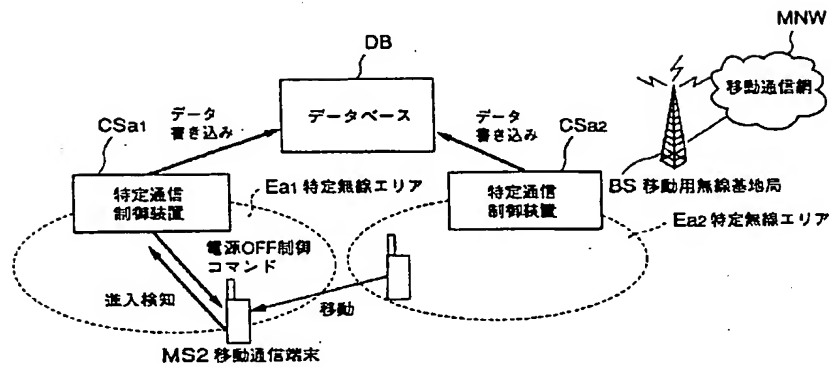 MNW
移動通信網
DB
データベース
データ
書き込み
データ
書き込み
CSa1
CSa2
特定通信
制御装置
Ea1 特定無線エリア
特定通信
制御装置
BS 移動用無線基地局
Ea2 特定無線エリア
電源OFF制御
コマンド
進入検知
移動
MS2 移動通信端末